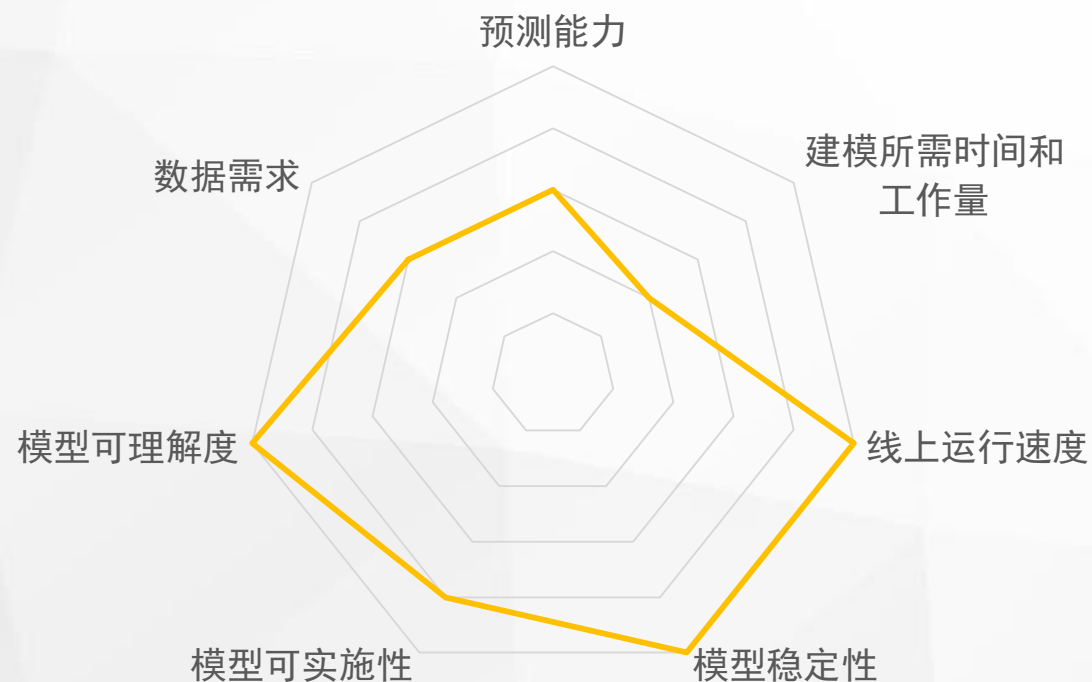 预测能力
建模所需时间和
工作量
数据需求
模型可理解度
线上运行速度
模型可实施性
模型稳定性